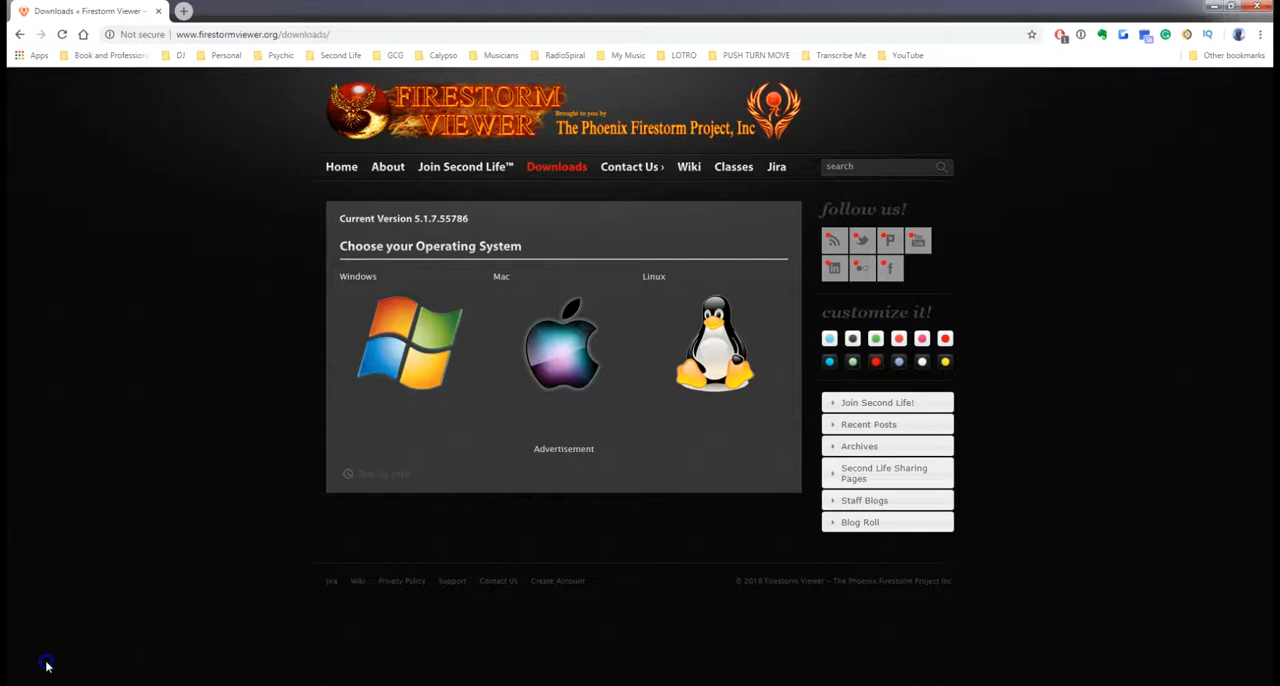 Downloads « Firestorm Viewer –
Not secure
www.firestormviewer.org/downloads/
Apps
Book and Profession
DJ
Personal
Psychic
Second Life
GCG
Calypso
Musicians
RadioSpiral
My Music
LOTRO
PUSH TURN MOVE
Transcribe Me
YouTube
Other bookmarks
FIRESTORM
VIEWER
Brought to you by
The Phoenix Firestorm Project, Inc
Home
About
Join Second Life™
Downloads
Contact Us ›
Wiki
Classes
Jira
search
Current Version 5.1.7.55786
Choose your Operating System
Windows
Mac
Linux
Advertisement
follow us!
You
Tube
customize it!
Join Second Life!
Recent Posts
Archives
Second Life Sharing
Pages
Staff Blogs
Blog Roll
Jira
Wiki
Privacy Policy
Support
Contact Us
Create Account
© 2018 Firestorm Viewer – The Phoenix Firestorm Project Inc